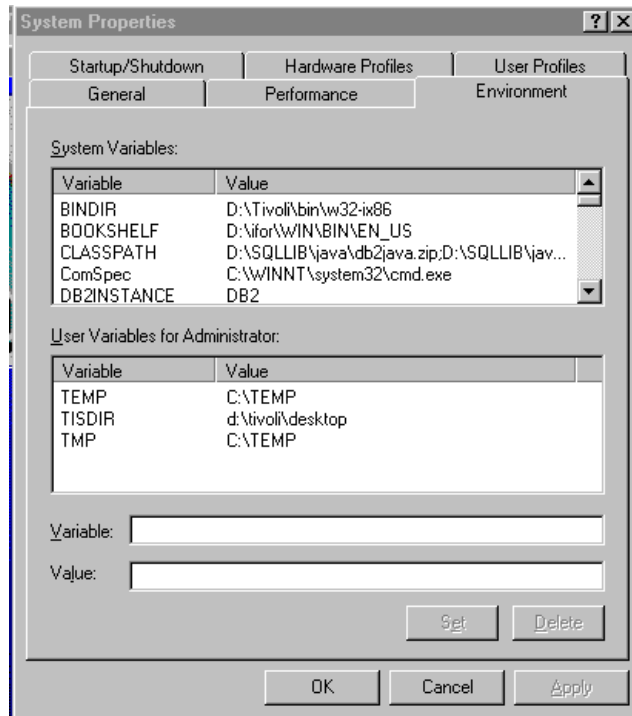 System Properties
Startup/Shutdown Hardware Profiles User Profiles
General Performance Environment
System Variables:
Variable Value
BINDIR D:\Tivoli\bin\w32-ix86
BOOKSHELF D:\ifor\WIN\BIN\EN_US
CLASSPATH D:\SQLLIB\java\db2java.zip;D:\SQLLIB\jav...
ComSpec C:\WINNT\system32\cmd.exe
DB2INSTANCE DB2
User Variables for Administrator:
Variable Value
TEMP C:\TEMP
TISDIR d:\tivoli\desktop
TMP C:\TEMP
Variable:
Value:
Set Delete
OK Cancel Apply